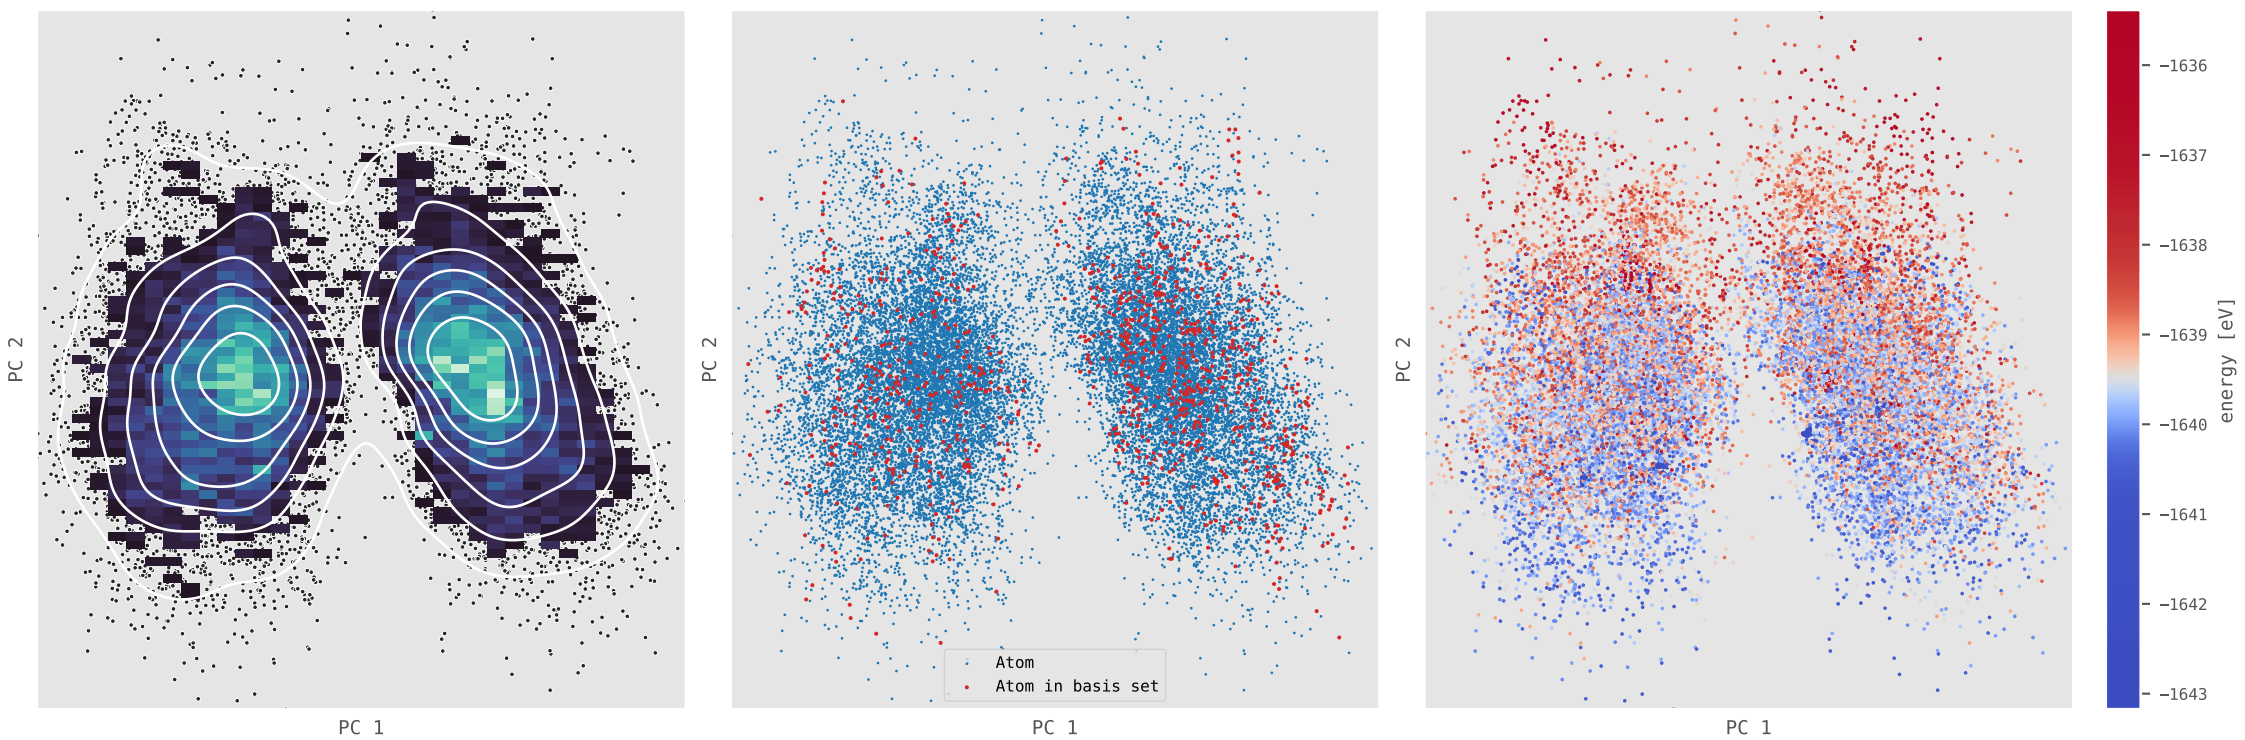 PC 2
PC 1
PC 2
Atom
Atom in basis set
PC 1
PC 2
PC 1
−1636
−1637
−1638
−1639
−1640
−1641
−1642
−1643
energy [eV]